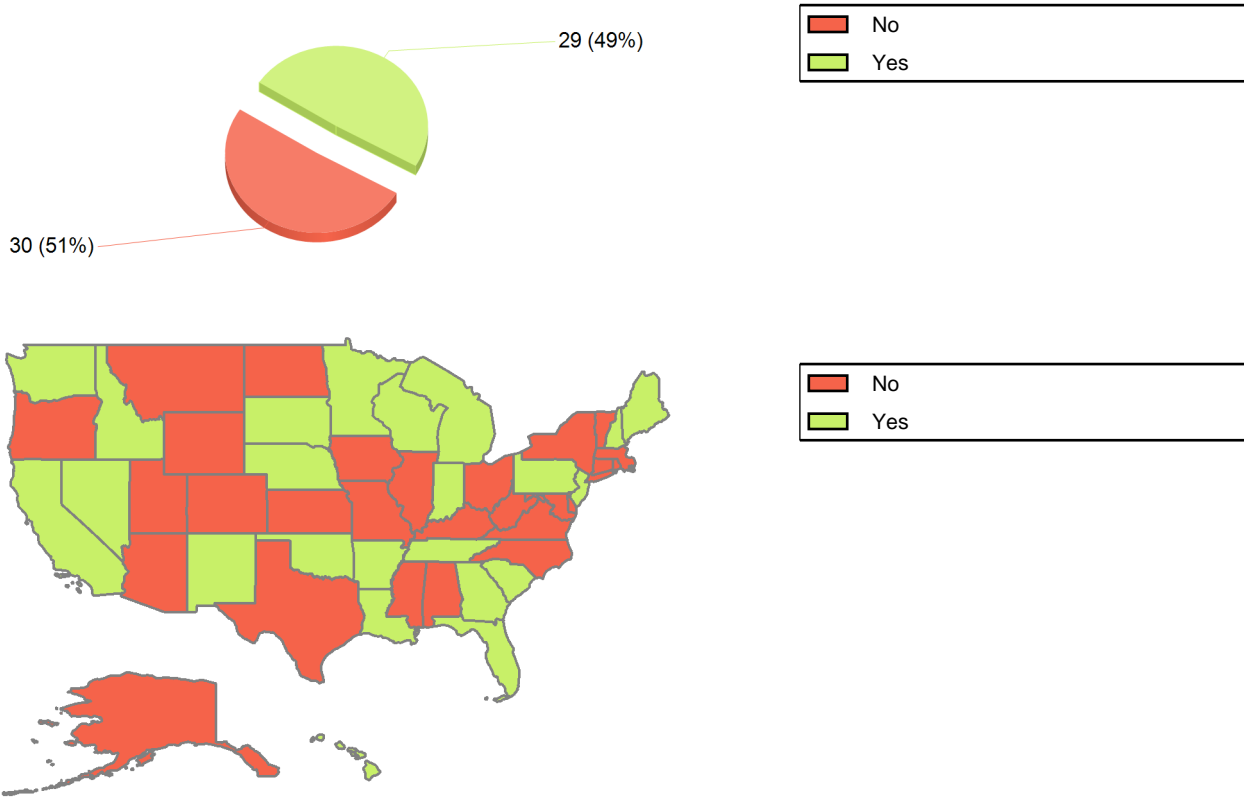 29 (49%)
30 (51%)
No
Yes
No
Yes